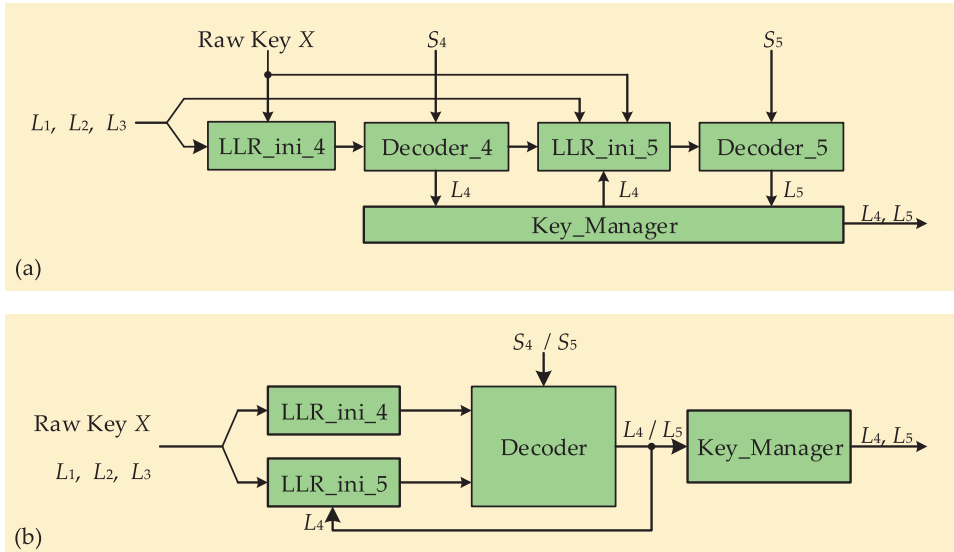 Raw Key X S4 S5
L1, L2, L3
LLR_ini_4 Decoder_4 LLR_ini_5 Decoder_5
L4 L4 L5
Key_Manager L4, L5
(a)
S4 / S5
LLR_ini_4
Raw Key X
L1, L2, L3
Decoder L4 / L5 Key_Manager L4, L5
LLR_ini_5
L4
(b)